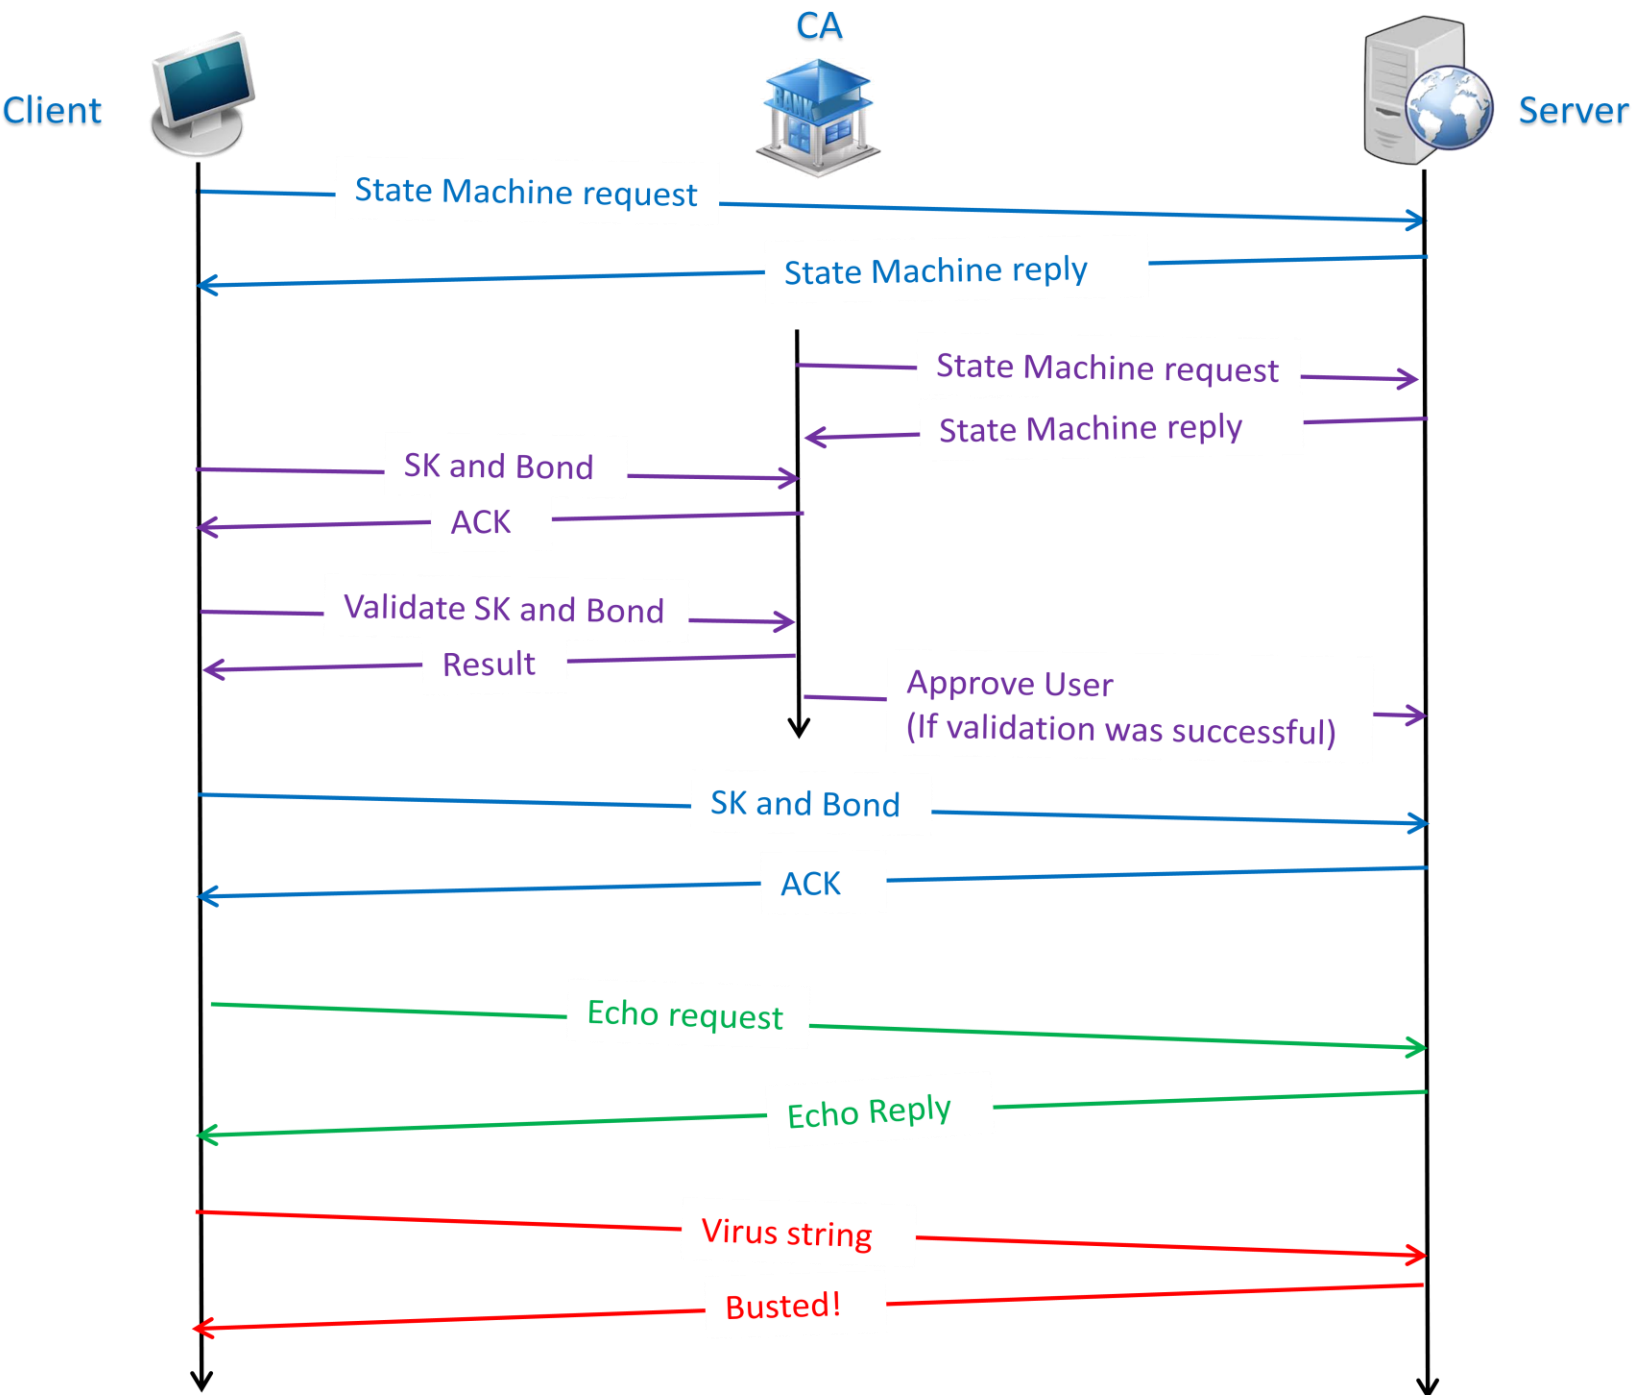 CA
Client
BANK
Server
State Machine request
State Machine reply
State Machine request
State Machine reply
SK and Bond
ACK
Validate SK and Bond
Result
Approve User
(If validation was successful)
SK and Bond
ACK
Echo request
Echo Reply
Virus string
Busted!